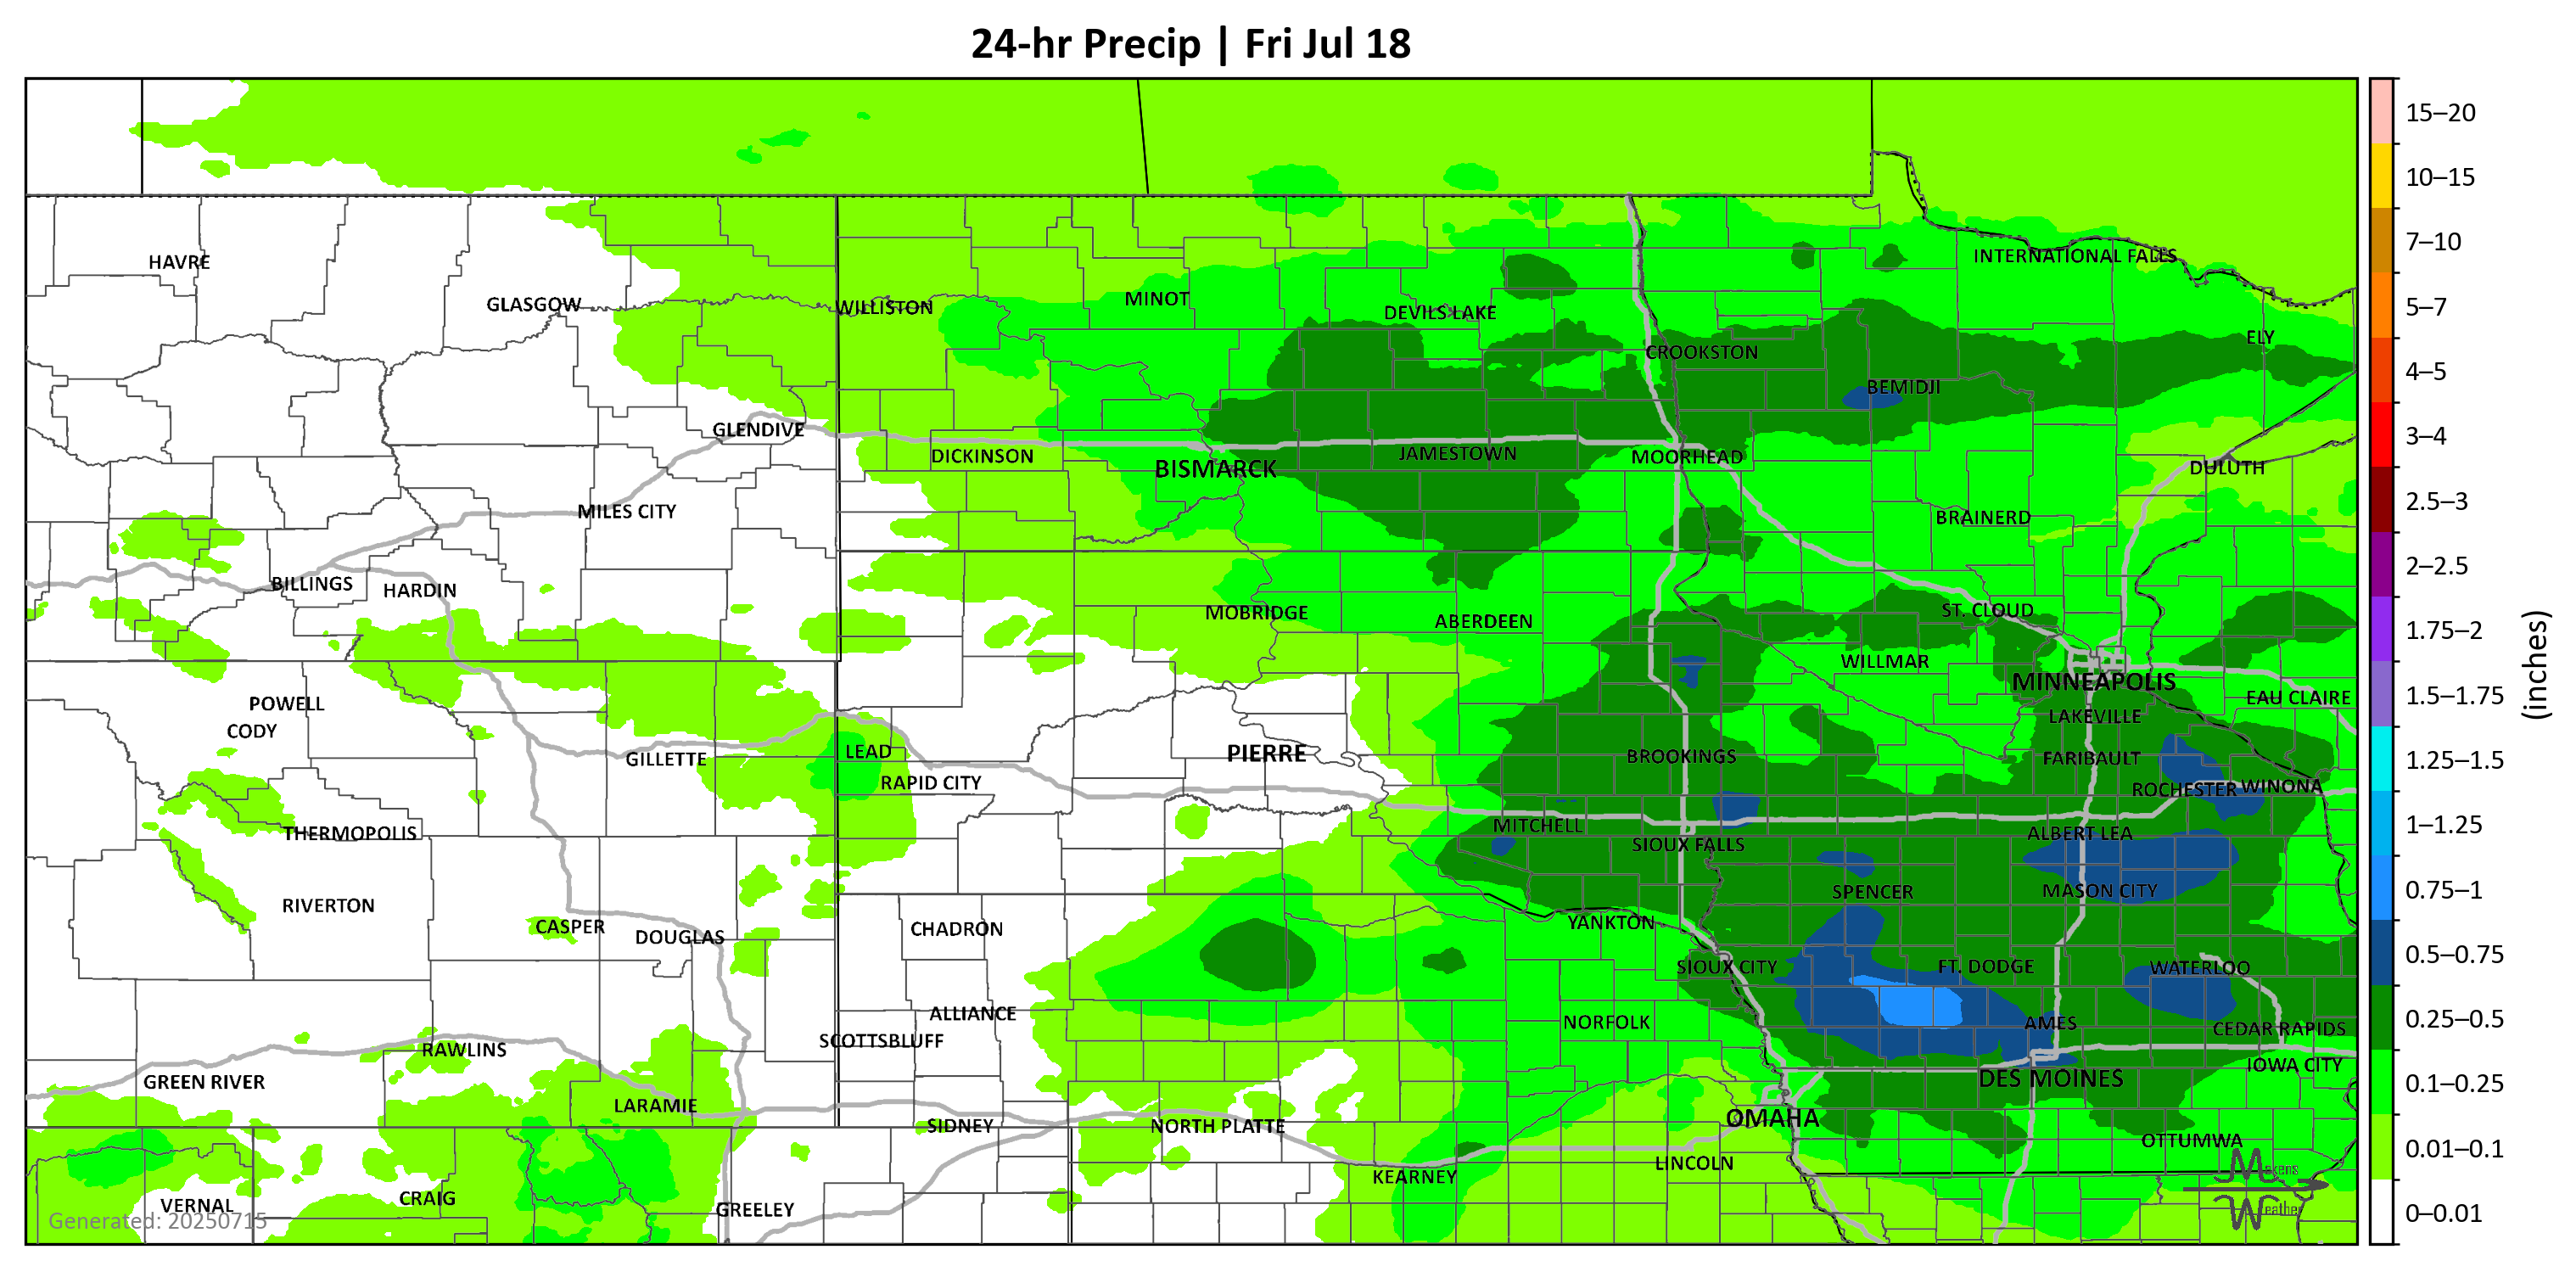 24-hr Precip | Fri Jul 18
15–20
10–15
7–10
5–7
4–5
3–4
2.5–3
2–2.5
1.75–2
1.5–1.75
1.25–1.5
1–1.25
0.75–1
0.5–0.75
0.25–0.5
0.1–0.25
0.01–0.1
0–0.01
(inches)
HAVRE
INTERNATIONAL FALLS
GLASGOW
WILLISTON
MINOT
DEVILS LAKE
ELY
CROOKSTON
BEMIDJI
GLENDIVE
DICKINSON
BISMARCK
JAMESTOWN
MOORHEAD
DULUTH
MILES CITY
BRAINERD
BILLINGS
HARDIN
MOBRIDGE
ABERDEEN
ST. CLOUD
WILLMAR
MINNEAPOLIS
POWELL
EAU CLAIRE
CODY
LAKEVILLE
GILLETTE
LEAD
PIERRE
BROOKINGS
FARIBAULT
RAPID CITY
ROCHESTER
WINONA
THERMOPOLIS
MITCHELL
ALBERT LEA
SIOUX FALLS
RIVERTON
SPENCER
MASON CITY
CASPER
DOUGLAS
CHADRON
YANKTON
SIOUX CITY
FT. DODGE
WATERLOO
ALLIANCE
NORFOLK
AMES
CEDAR RAPIDS
RAWLINS
SCOTTSBLUFF
IOWA CITY
GREEN RIVER
DES MOINES
LARAMIE
SIDNEY
NORTH PLATTE
OMAHA
OTTUMWA
KEARNEY
LINCOLN
VERNAL
CRAIG
GREELEY
Generated: 20250715
Makens
Weather